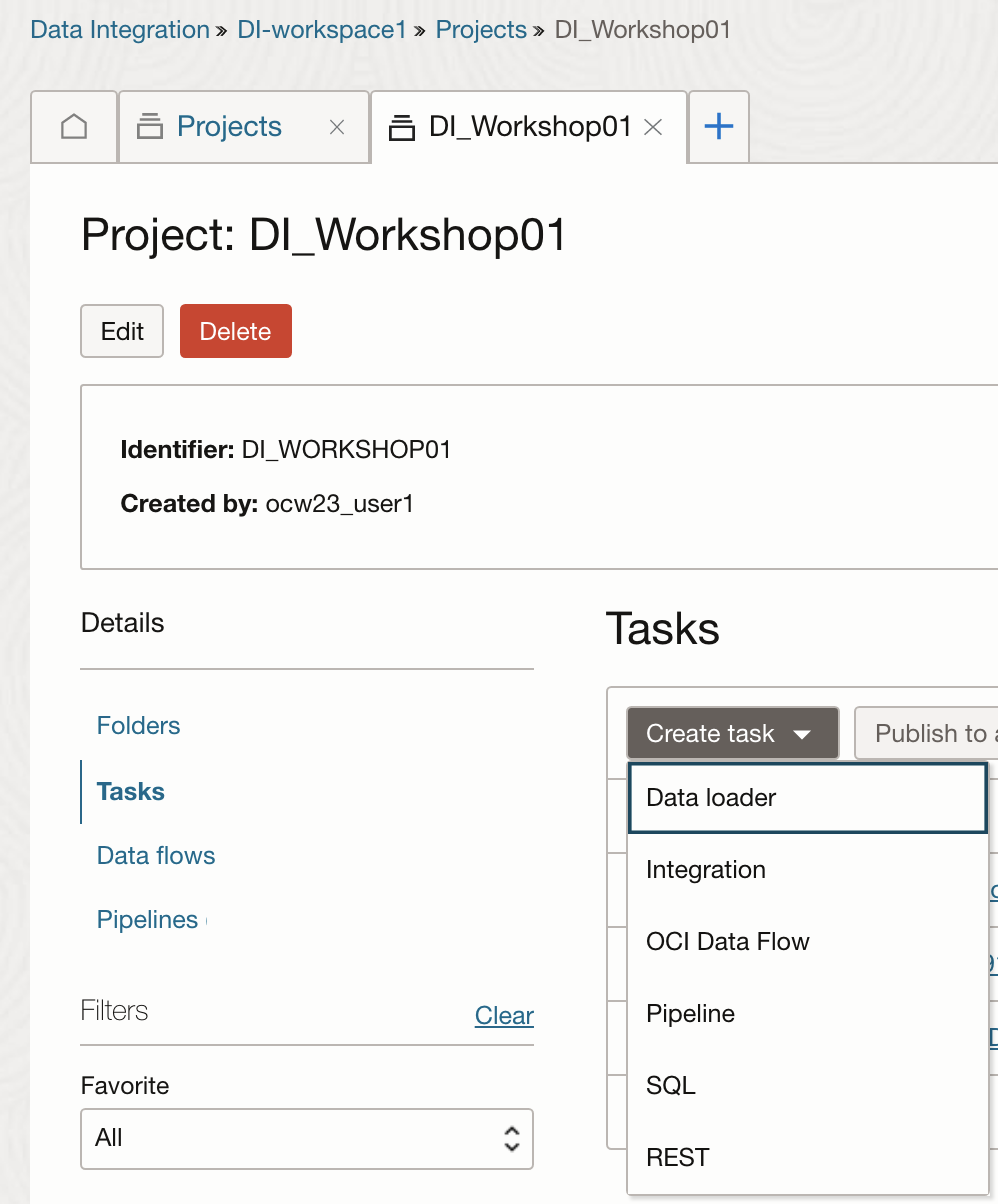 Data Integration » DI-workspace1 » Projects » DI_Workshop01
Projects
DI_Workshop01
Project: DI_Workshop01
Edit Delete
Identifier: DI_WORKSHOP01
Created by: ocw23_user1
Details
Folders
Tasks
Data flows
Pipelines
Filters Clear
Favorite
All
Tasks
Create task Publish to
Data loader
Integration
OCI Data Flow
Pipeline
SQL
REST